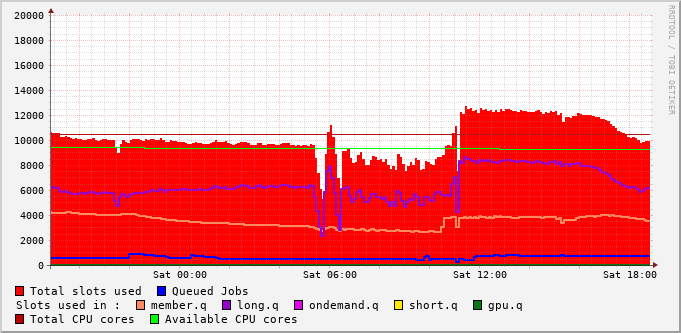 20000
18000
16000
14000
12000
10000
8000
6000
4000
2000
0
Sat 00:00 Sat 06:00 Sat 12:00 Sat 18:00
RRDTOOL / TOBI OETIKER
Total slots used Queued Jobs
Slots used in : member.q long.q ondemand.q short.q gpu.q
Total CPU cores Available CPU cores